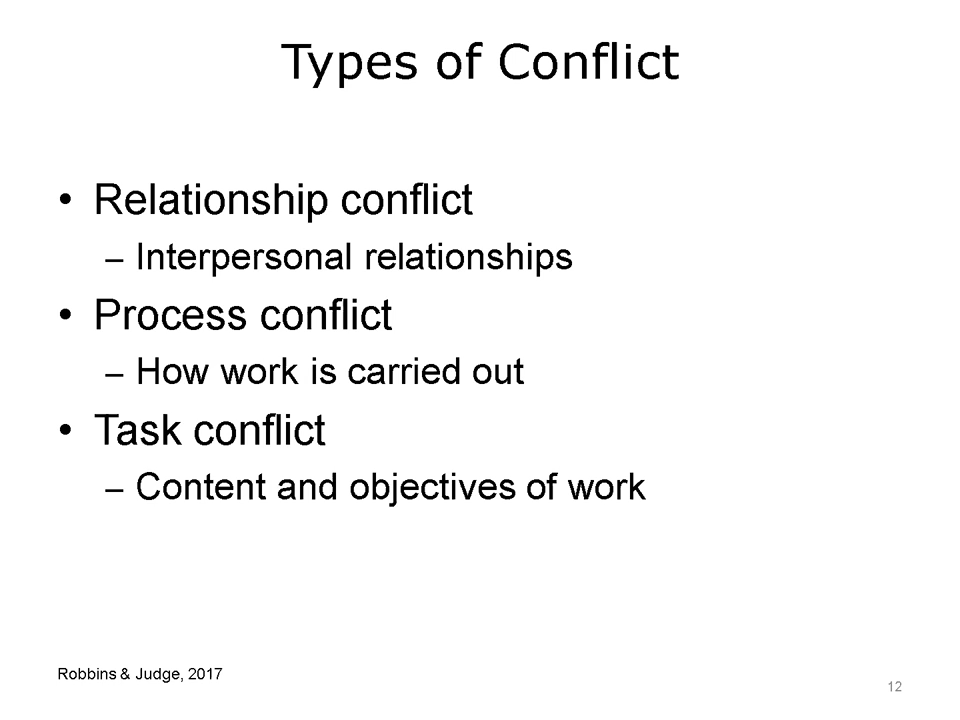 Types of Conflict
• Relationship conflict
– Interpersonal relationships
• Process conflict
– How work is carried out
• Task conflict
– Content and objectives of work
Robbins & Judge, 2017
12